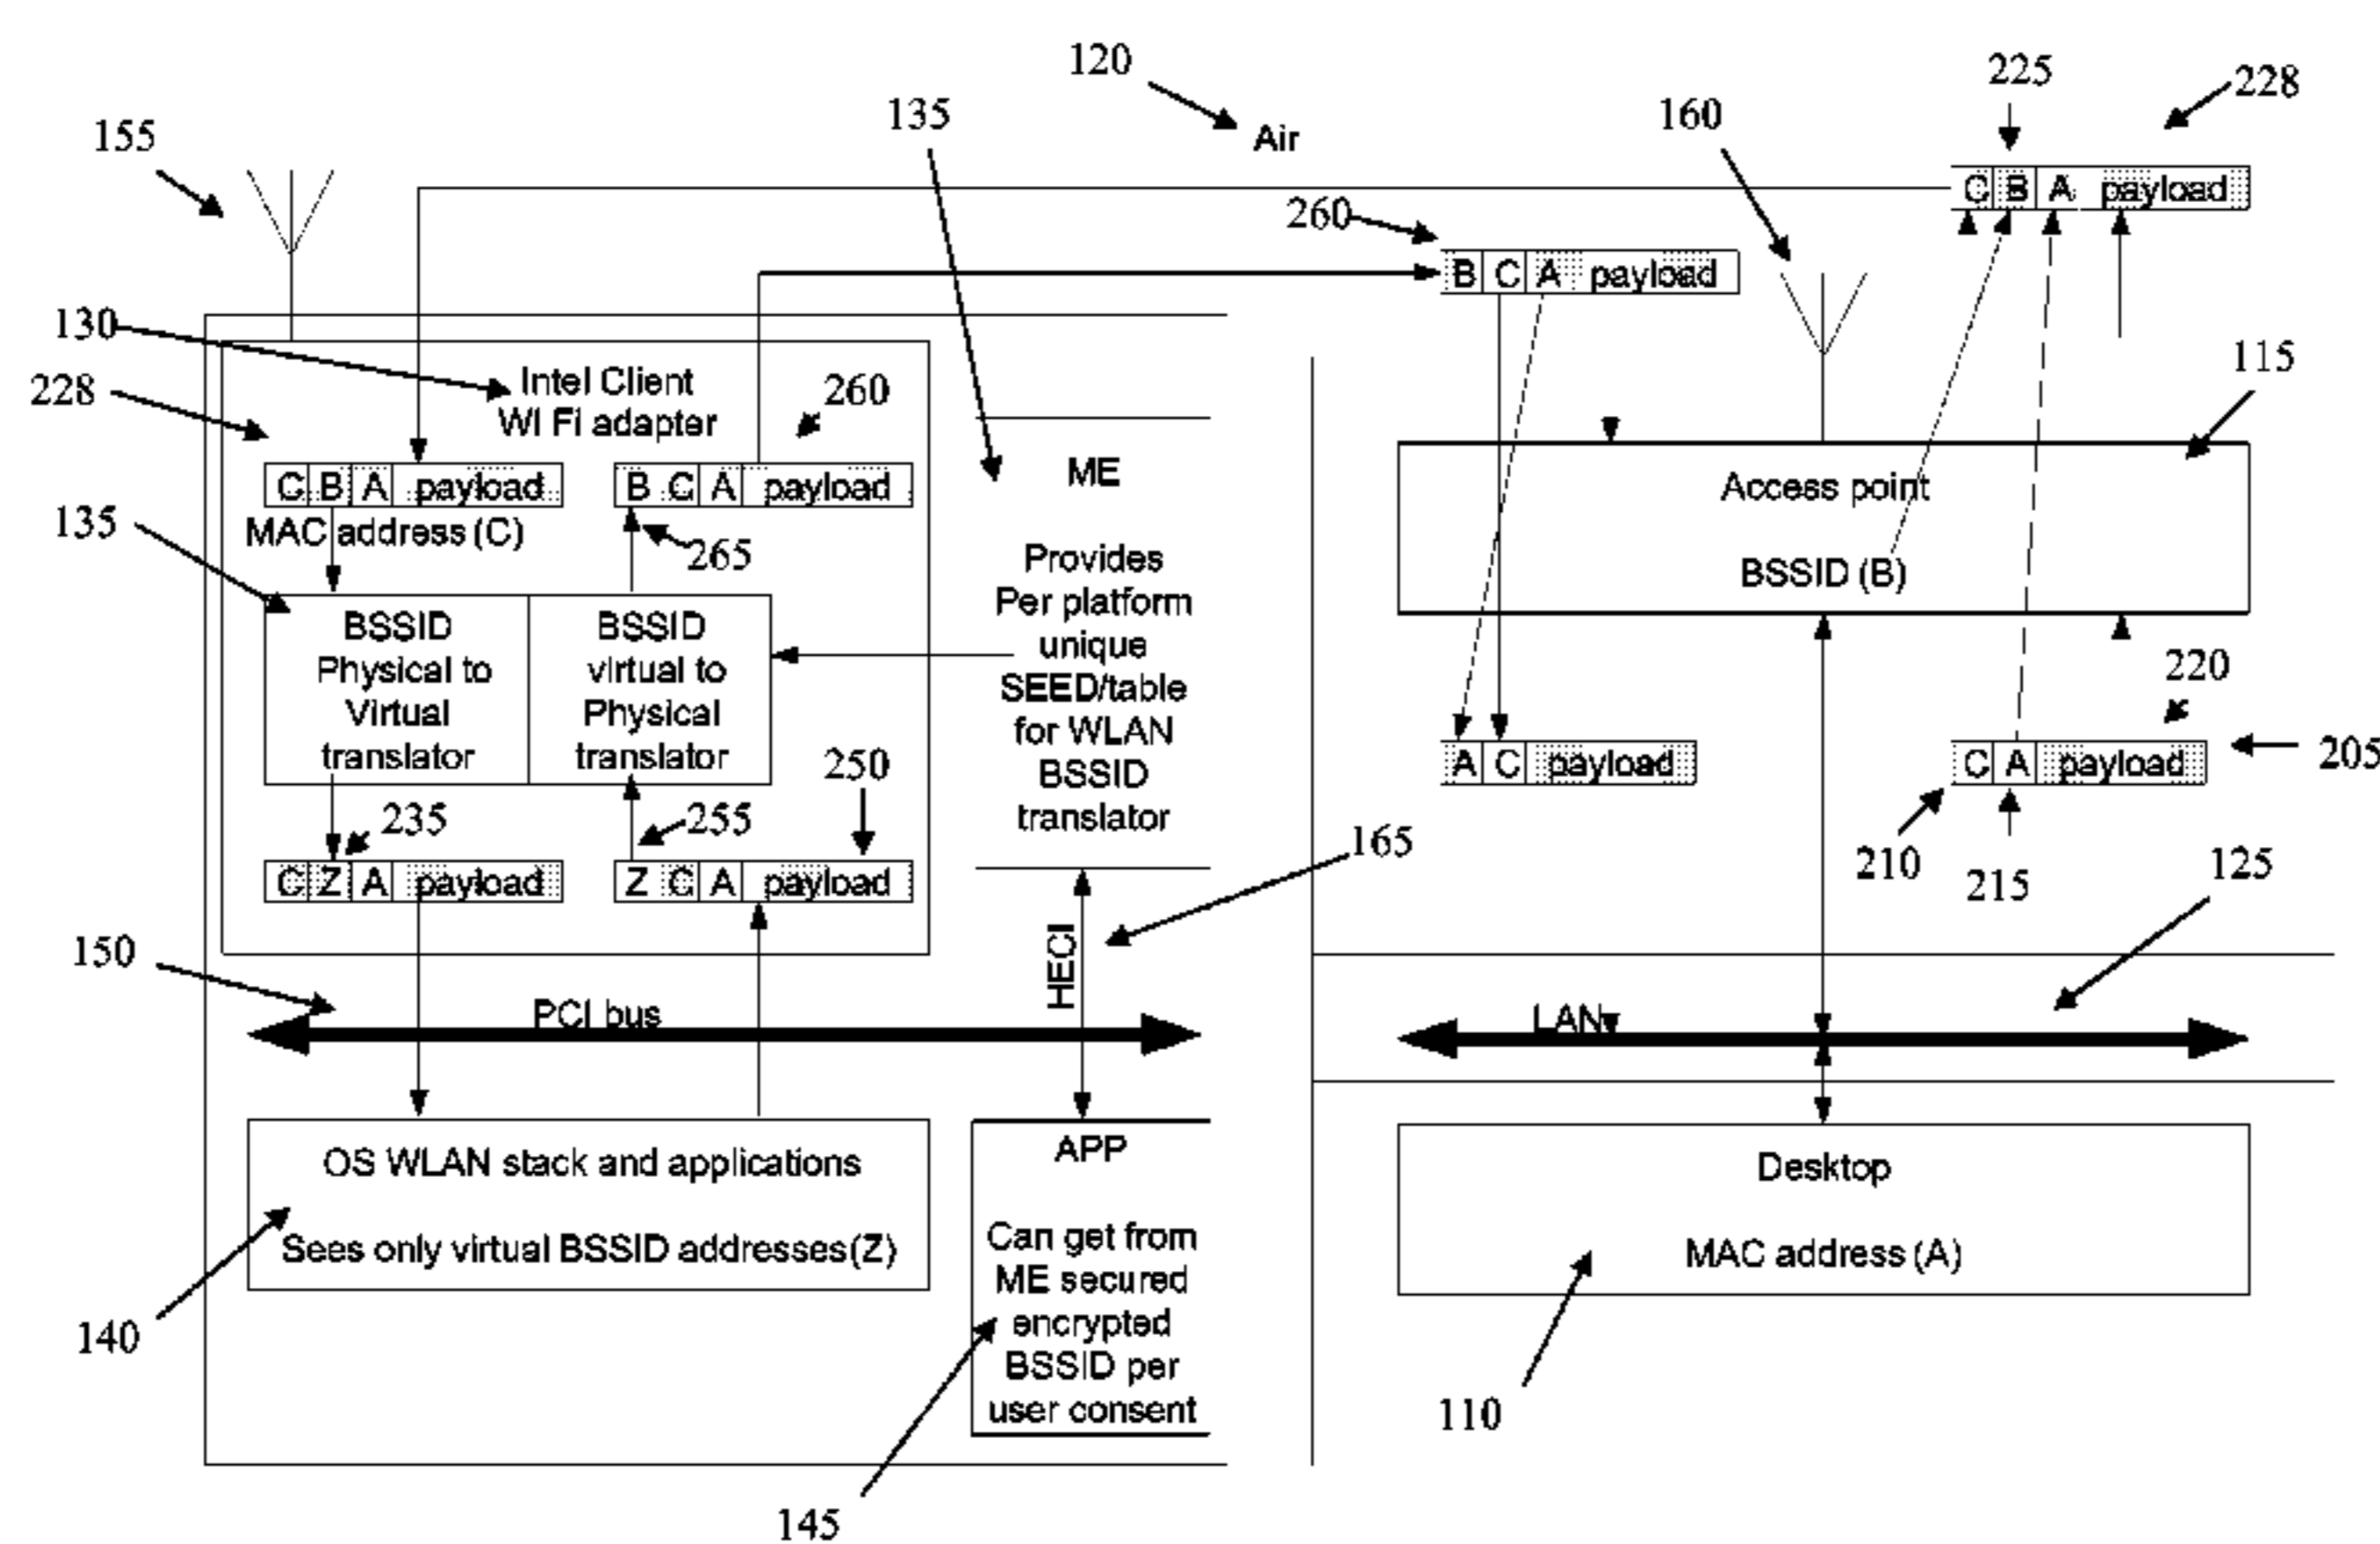 120
Air
225
228
155
135
160
C B A payload
260
B C A payload
130
Intel Client
WI Fi adapter
228
260
115
ME
C B A payload
B C A payload
Access point
135
MAC address (C)
265
Provides
Per platform
unique
SEED/table
for WLAN
BSSID
translator
BSSID (B)
BSSID
Physical to
Virtual
translator
BSSID
virtual to
Physical
translator
220
250
A C payload
C A payload
205
235
255
165
210
215
125
C Z A payload
Z C A payload
150
HECI
PCI bus
LAN
OS WLAN stack and applications
Sees only virtual BSSID addresses(Z)
APP
Can get from
ME secured
encrypted
BSSID per
user consent
Desktop
MAC address (A)
140
110
145